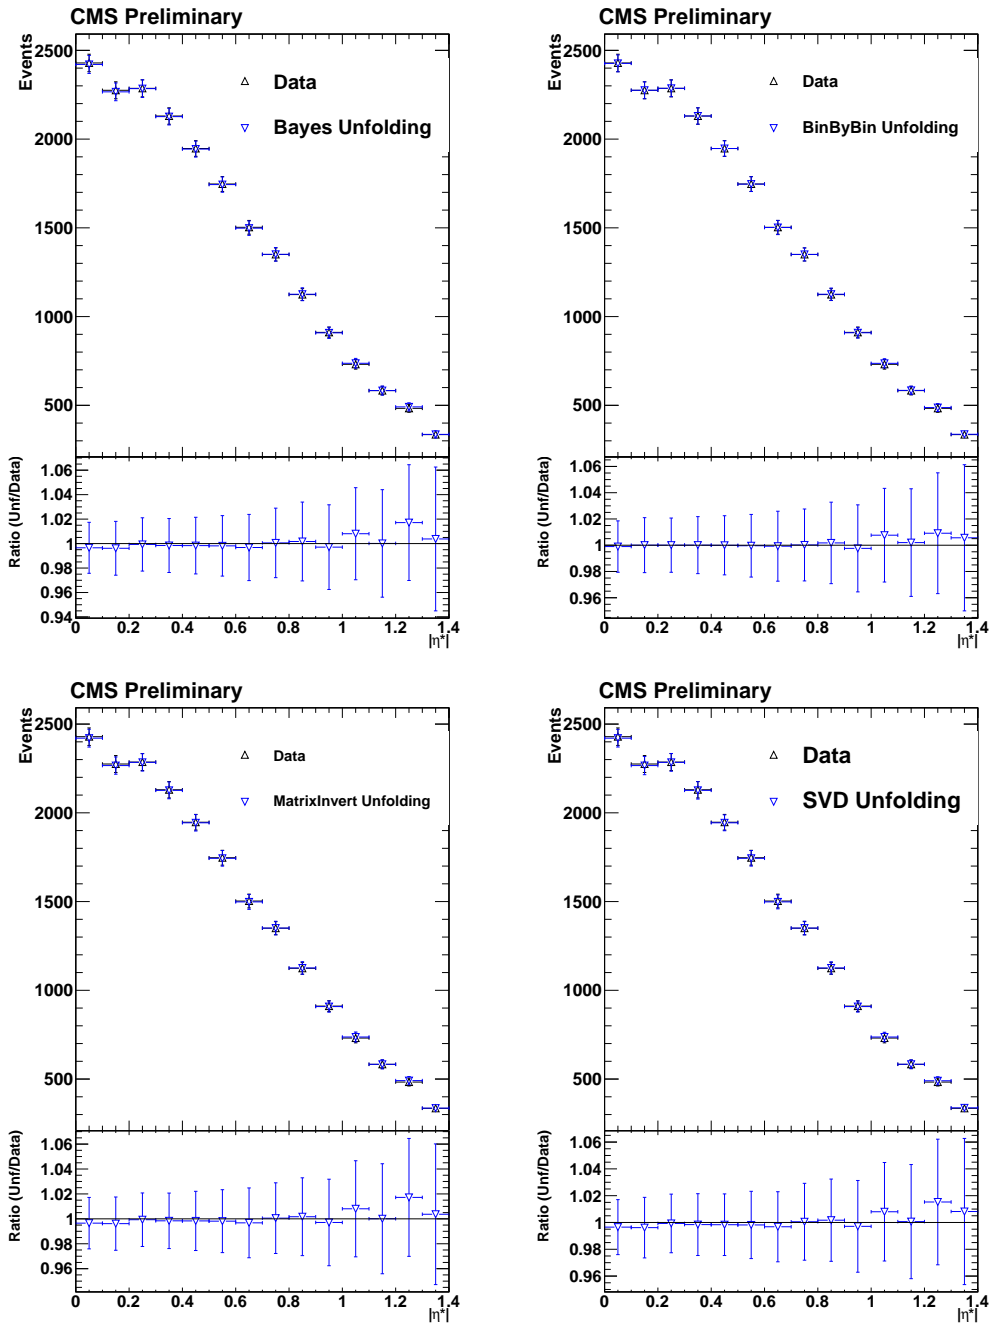 CMS Preliminary
Events
2500
2000
1500
1000
500
Data
Bayes Unfolding
Ratio (Unf/Data)
1.06
1.04
1.02
1
0.98
0.96
0.94
0 0.2 0.4 0.6 0.8 1 1.2 1.4
|η*|
CMS Preliminary
Events
2500
2000
1500
1000
500
Data
BinByBin Unfolding
Ratio (Unf/Data)
1.06
1.04
1.02
1
0.98
0.96
0 0.2 0.4 0.6 0.8 1 1.2 1.4
|η*|
CMS Preliminary
Events
2500
2000
1500
1000
500
Data
MatrixInvert Unfolding
Ratio (Unf/Data)
1.06
1.04
1.02
1
0.98
0.96
0 0.2 0.4 0.6 0.8 1 1.2 1.4
|η*|
CMS Preliminary
Events
2500
2000
1500
1000
500
Data
SVD Unfolding
Ratio (Unf/Data)
1.06
1.04
1.02
1
0.98
0.96
0 0.2 0.4 0.6 0.8 1 1.2 1.4
|η*|